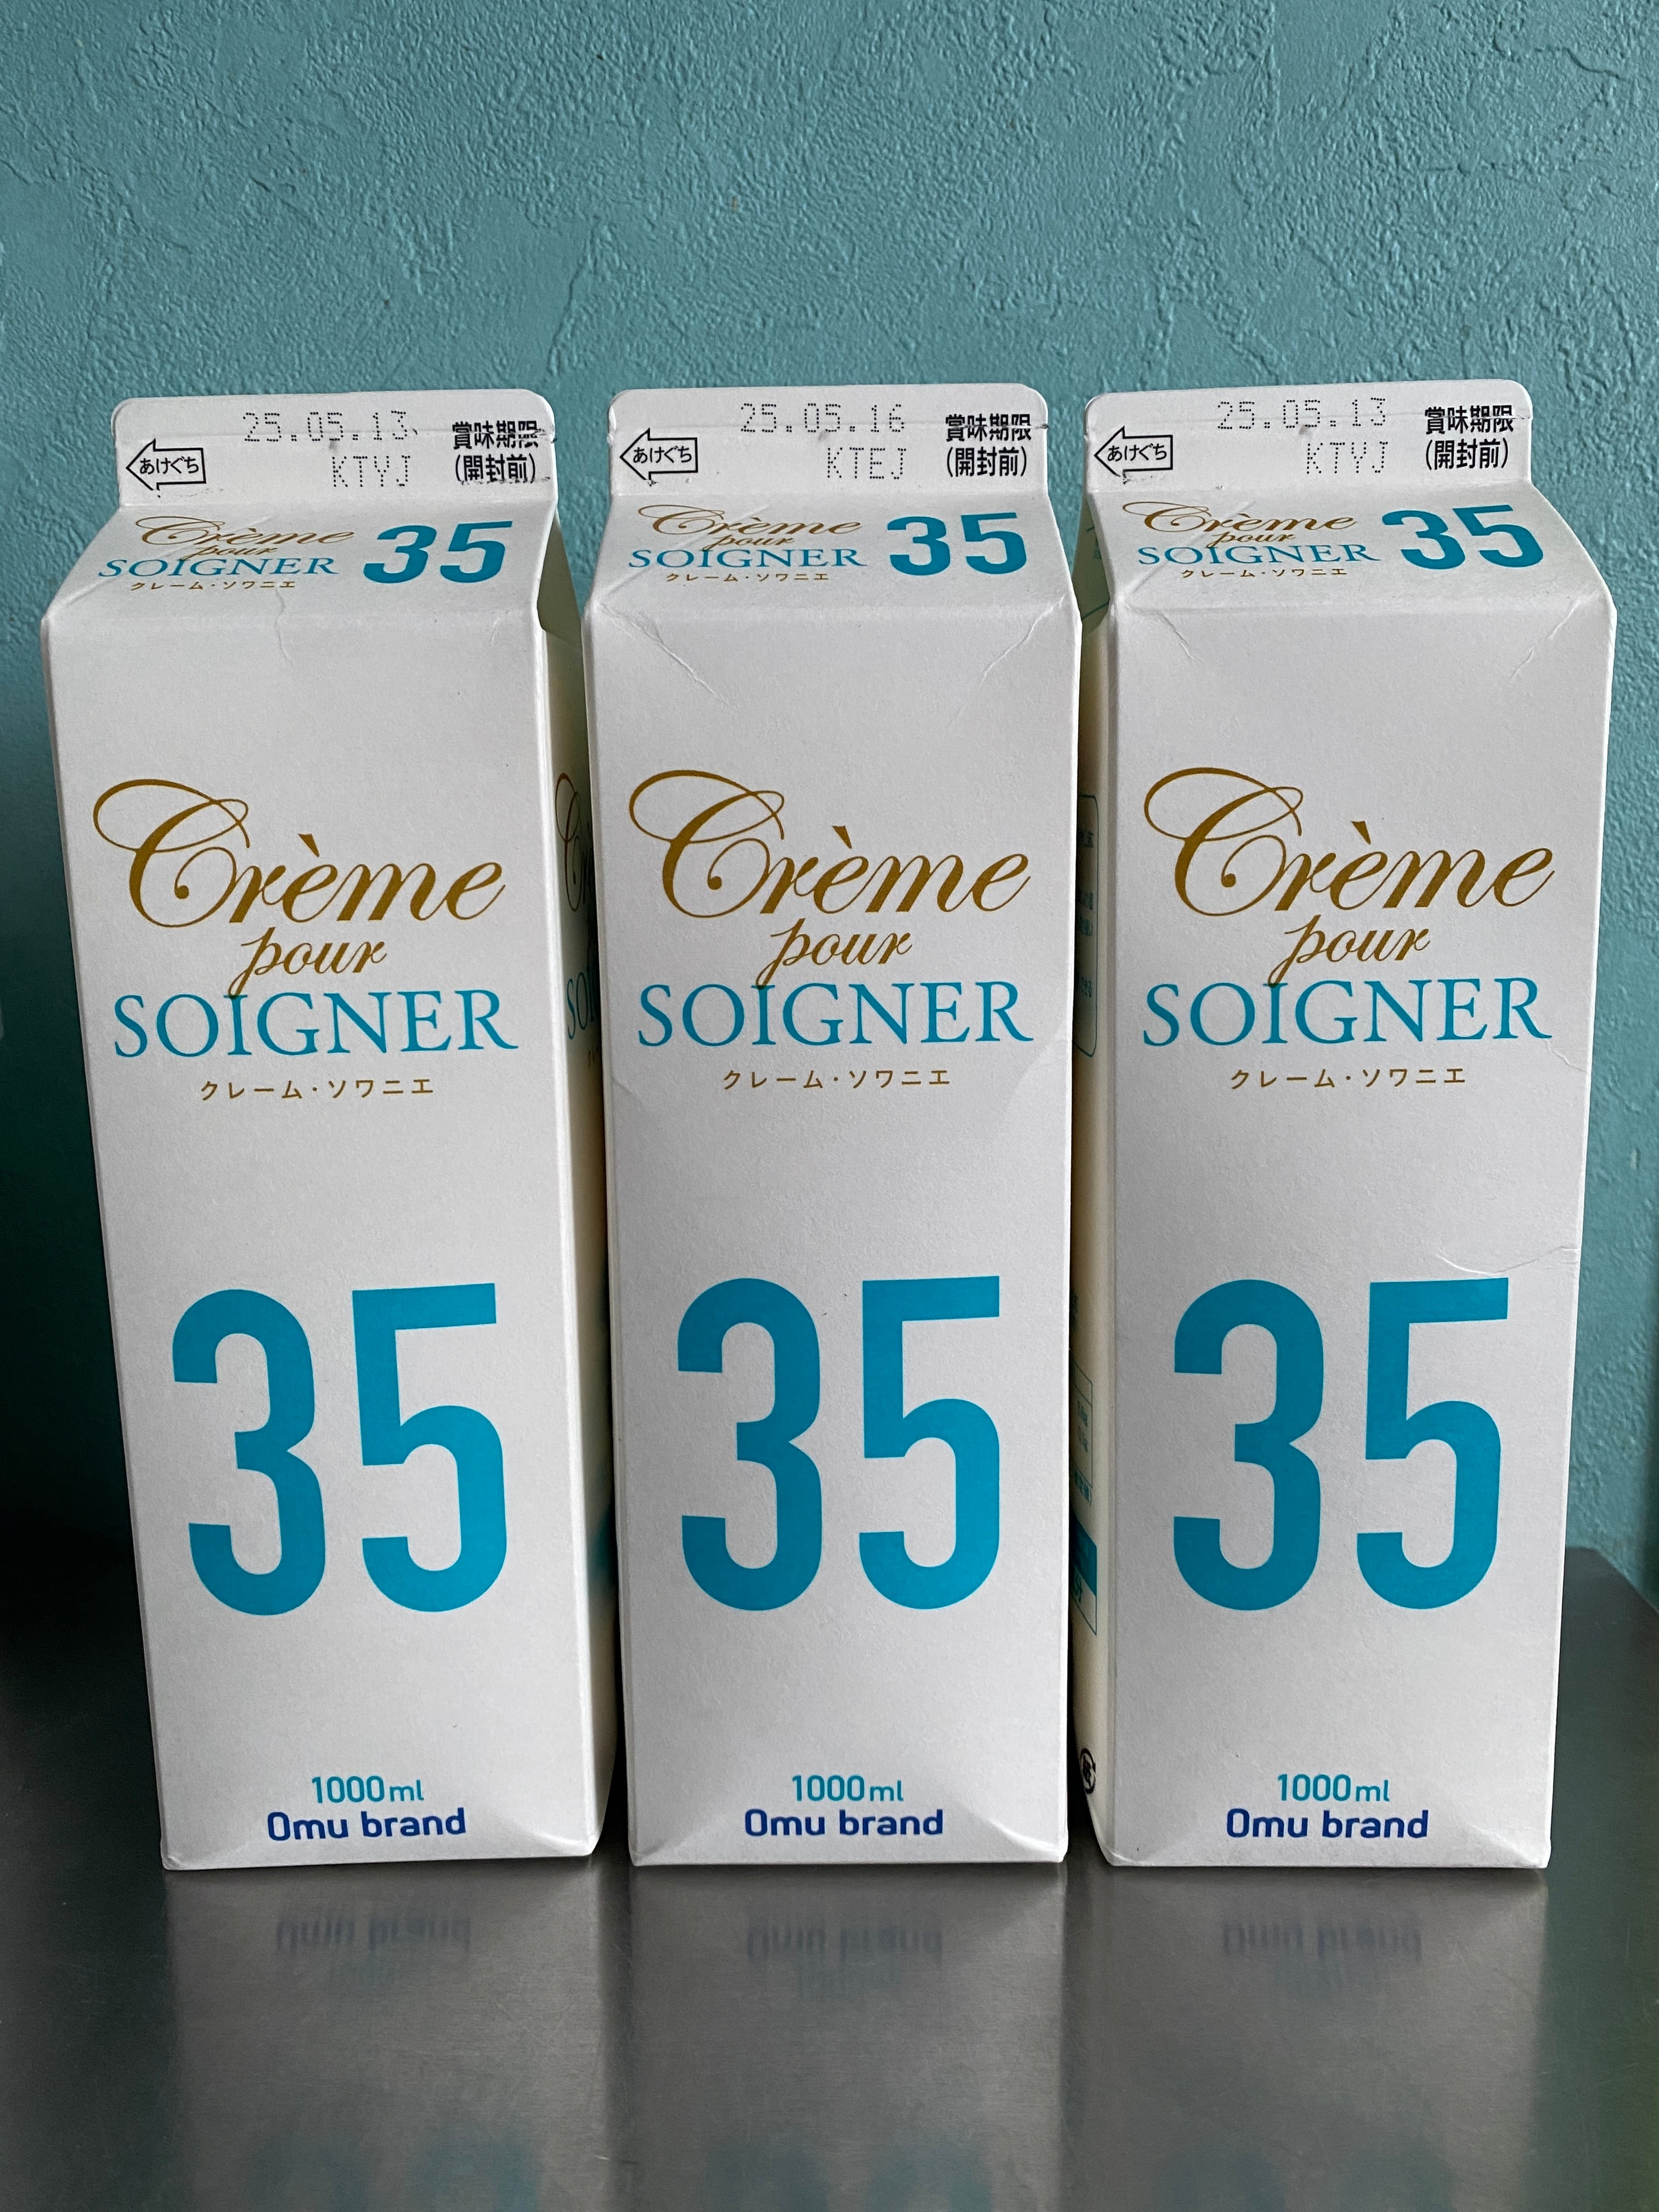 25.05.13
賞味期限
あけぐち
KTYJ
(開封前)
Crème
pour
SOIGNER
クレーム・ソワニエ
35
Crème
pour
SOIGNER
クレーム・ソワニエ
35
1000ml
Omu brand
25.05.16
賞味期限
あけぐち
KTEJ
(開封前)
Crème
pour
SOIGNER
クレーム・ソワニエ
35
Crème
pour
SOIGNER
クレーム・ソワニエ
35
1000ml
Omu brand
25.05.13
賞味期限
あけぐち
KTYJ
(開封前)
Crème
pour
SOIGNER
クレーム・ソワニエ
35
Crème
pour
SOIGNER
クレーム・ソワニエ
35
1000ml
Omu brand